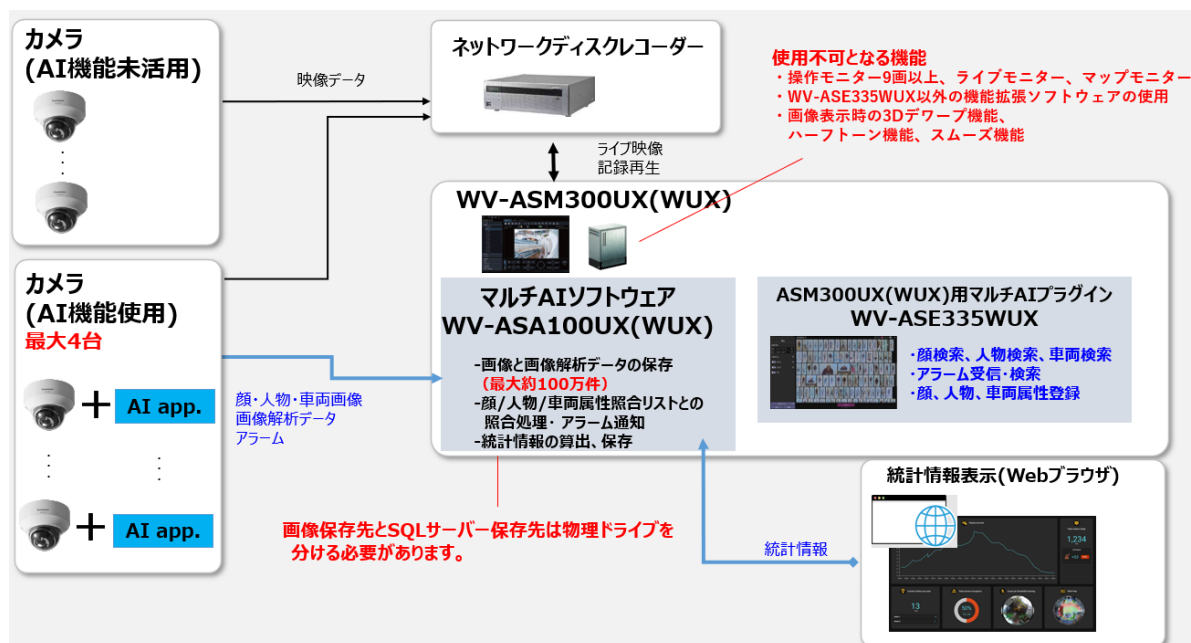 カメラ
(AI機能未活用)
映像データ
ネットワークディスクレコーダー
使用不可となる機能
・操作モニター9画以上、ライブモニター、マップモニター
・WV-ASE335WUX以外の機能拡張ソフトウェアの使用
・画像表示時の3Dデワープ機能、
ハーフトーン機能、スムーズ機能
ライブ映像
記録再生
WV-ASM300UX(WUX)
カメラ
(AI機能使用)
最大4台
AI app.
AI app.
顔・人物・車両画像
画像解析データ
アラーム
マルチAIソフトウェア
WV-ASA100UX(WUX)
-画像と画像解析データの保存
(最大約100万件)
-顔/人物/車両属性照合リストとの
照合処理・アラーム通知
-統計情報の算出、保存
ASM300UX(WUX)用マルチAIプラグイン
WV-ASE335WUX
・顔検索、人物検索、車両検索
・アラーム受信・検索
・顔、人物、車両属性登録
画像保存先とSQLサーバー保存先は物理ドライブを
分ける必要があります。
統計情報
統計情報表示(Webブラウザ)
1,234
13
50%